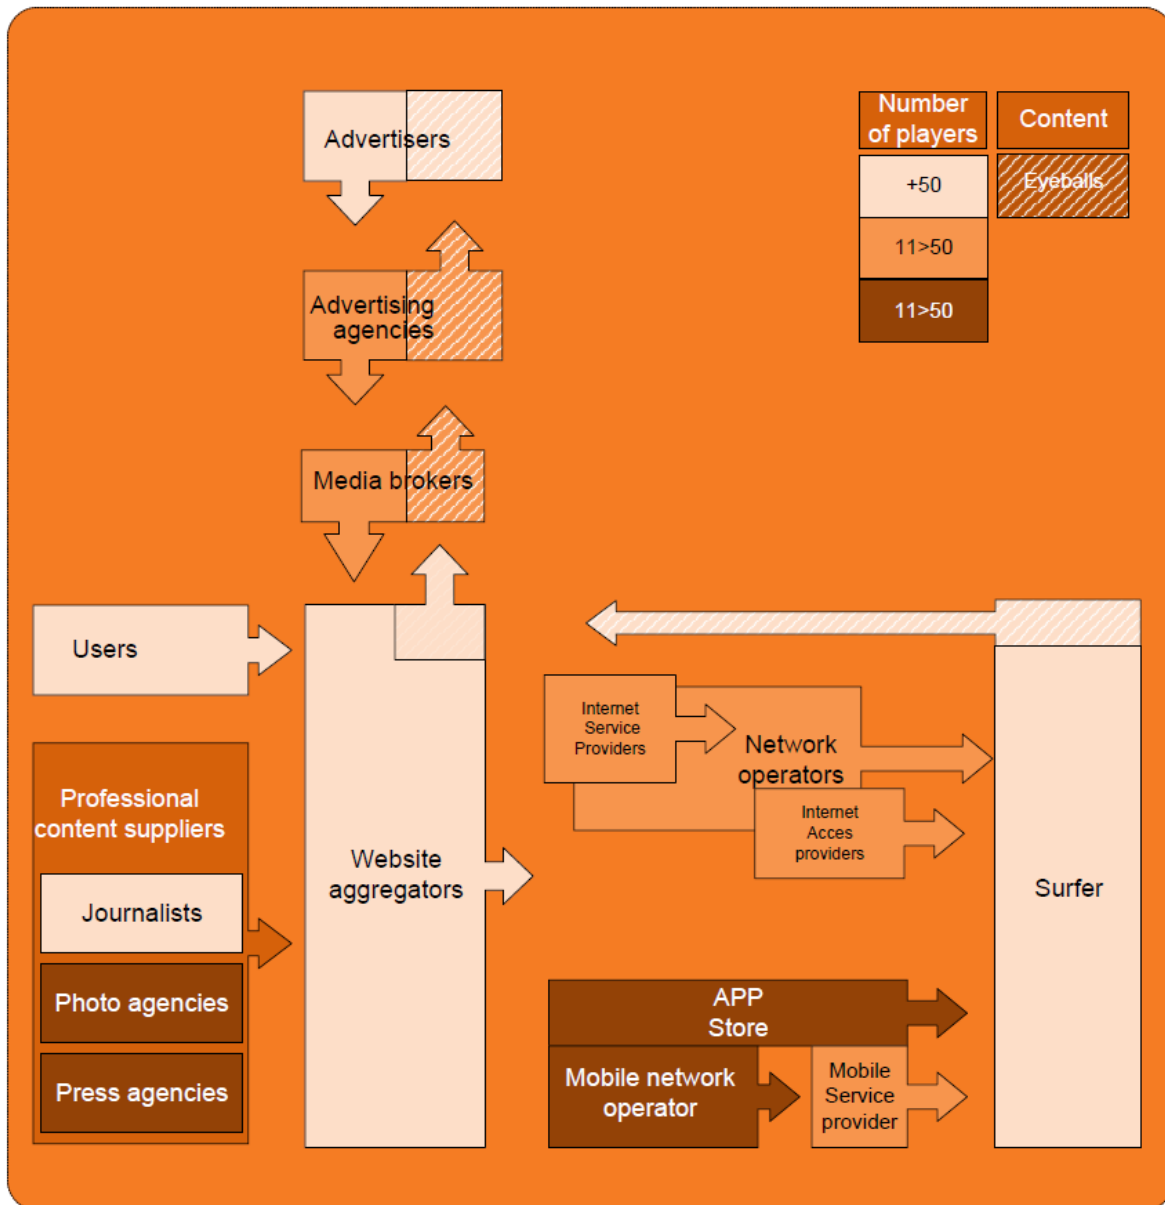 Advertisers
Number
of players
Content
+50
Eyeballs
11>50
11>50
Advertising
agencies
Media brokers
Users
Professional
content suppliers
Journalists
Photo agencies
Press agencies
Website
aggregators
Internet
Service
Providers
Network
operators
Internet
Acces
providers
APP
Store
Mobile network
operator
Mobile
Service
provider
Surfer